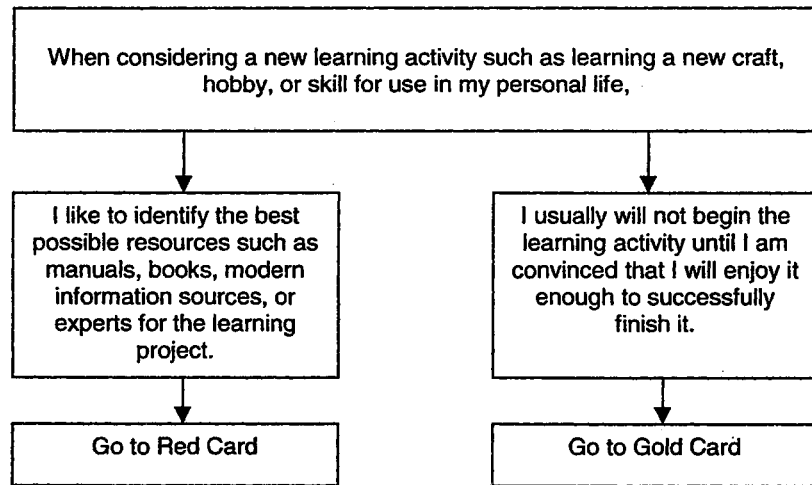 When considering a new learning activity such as learning a new craft,
hobby, or skill for use in my personal life,
I like to identify the best
possible resources such as
manuals, books, modern
information sources, or
experts for the learning
project.
I usually will not begin the
learning activity until I am
convinced that I will enjoy it
enough to successfully
finish it.
Go to Red Card
Go to Gold Card